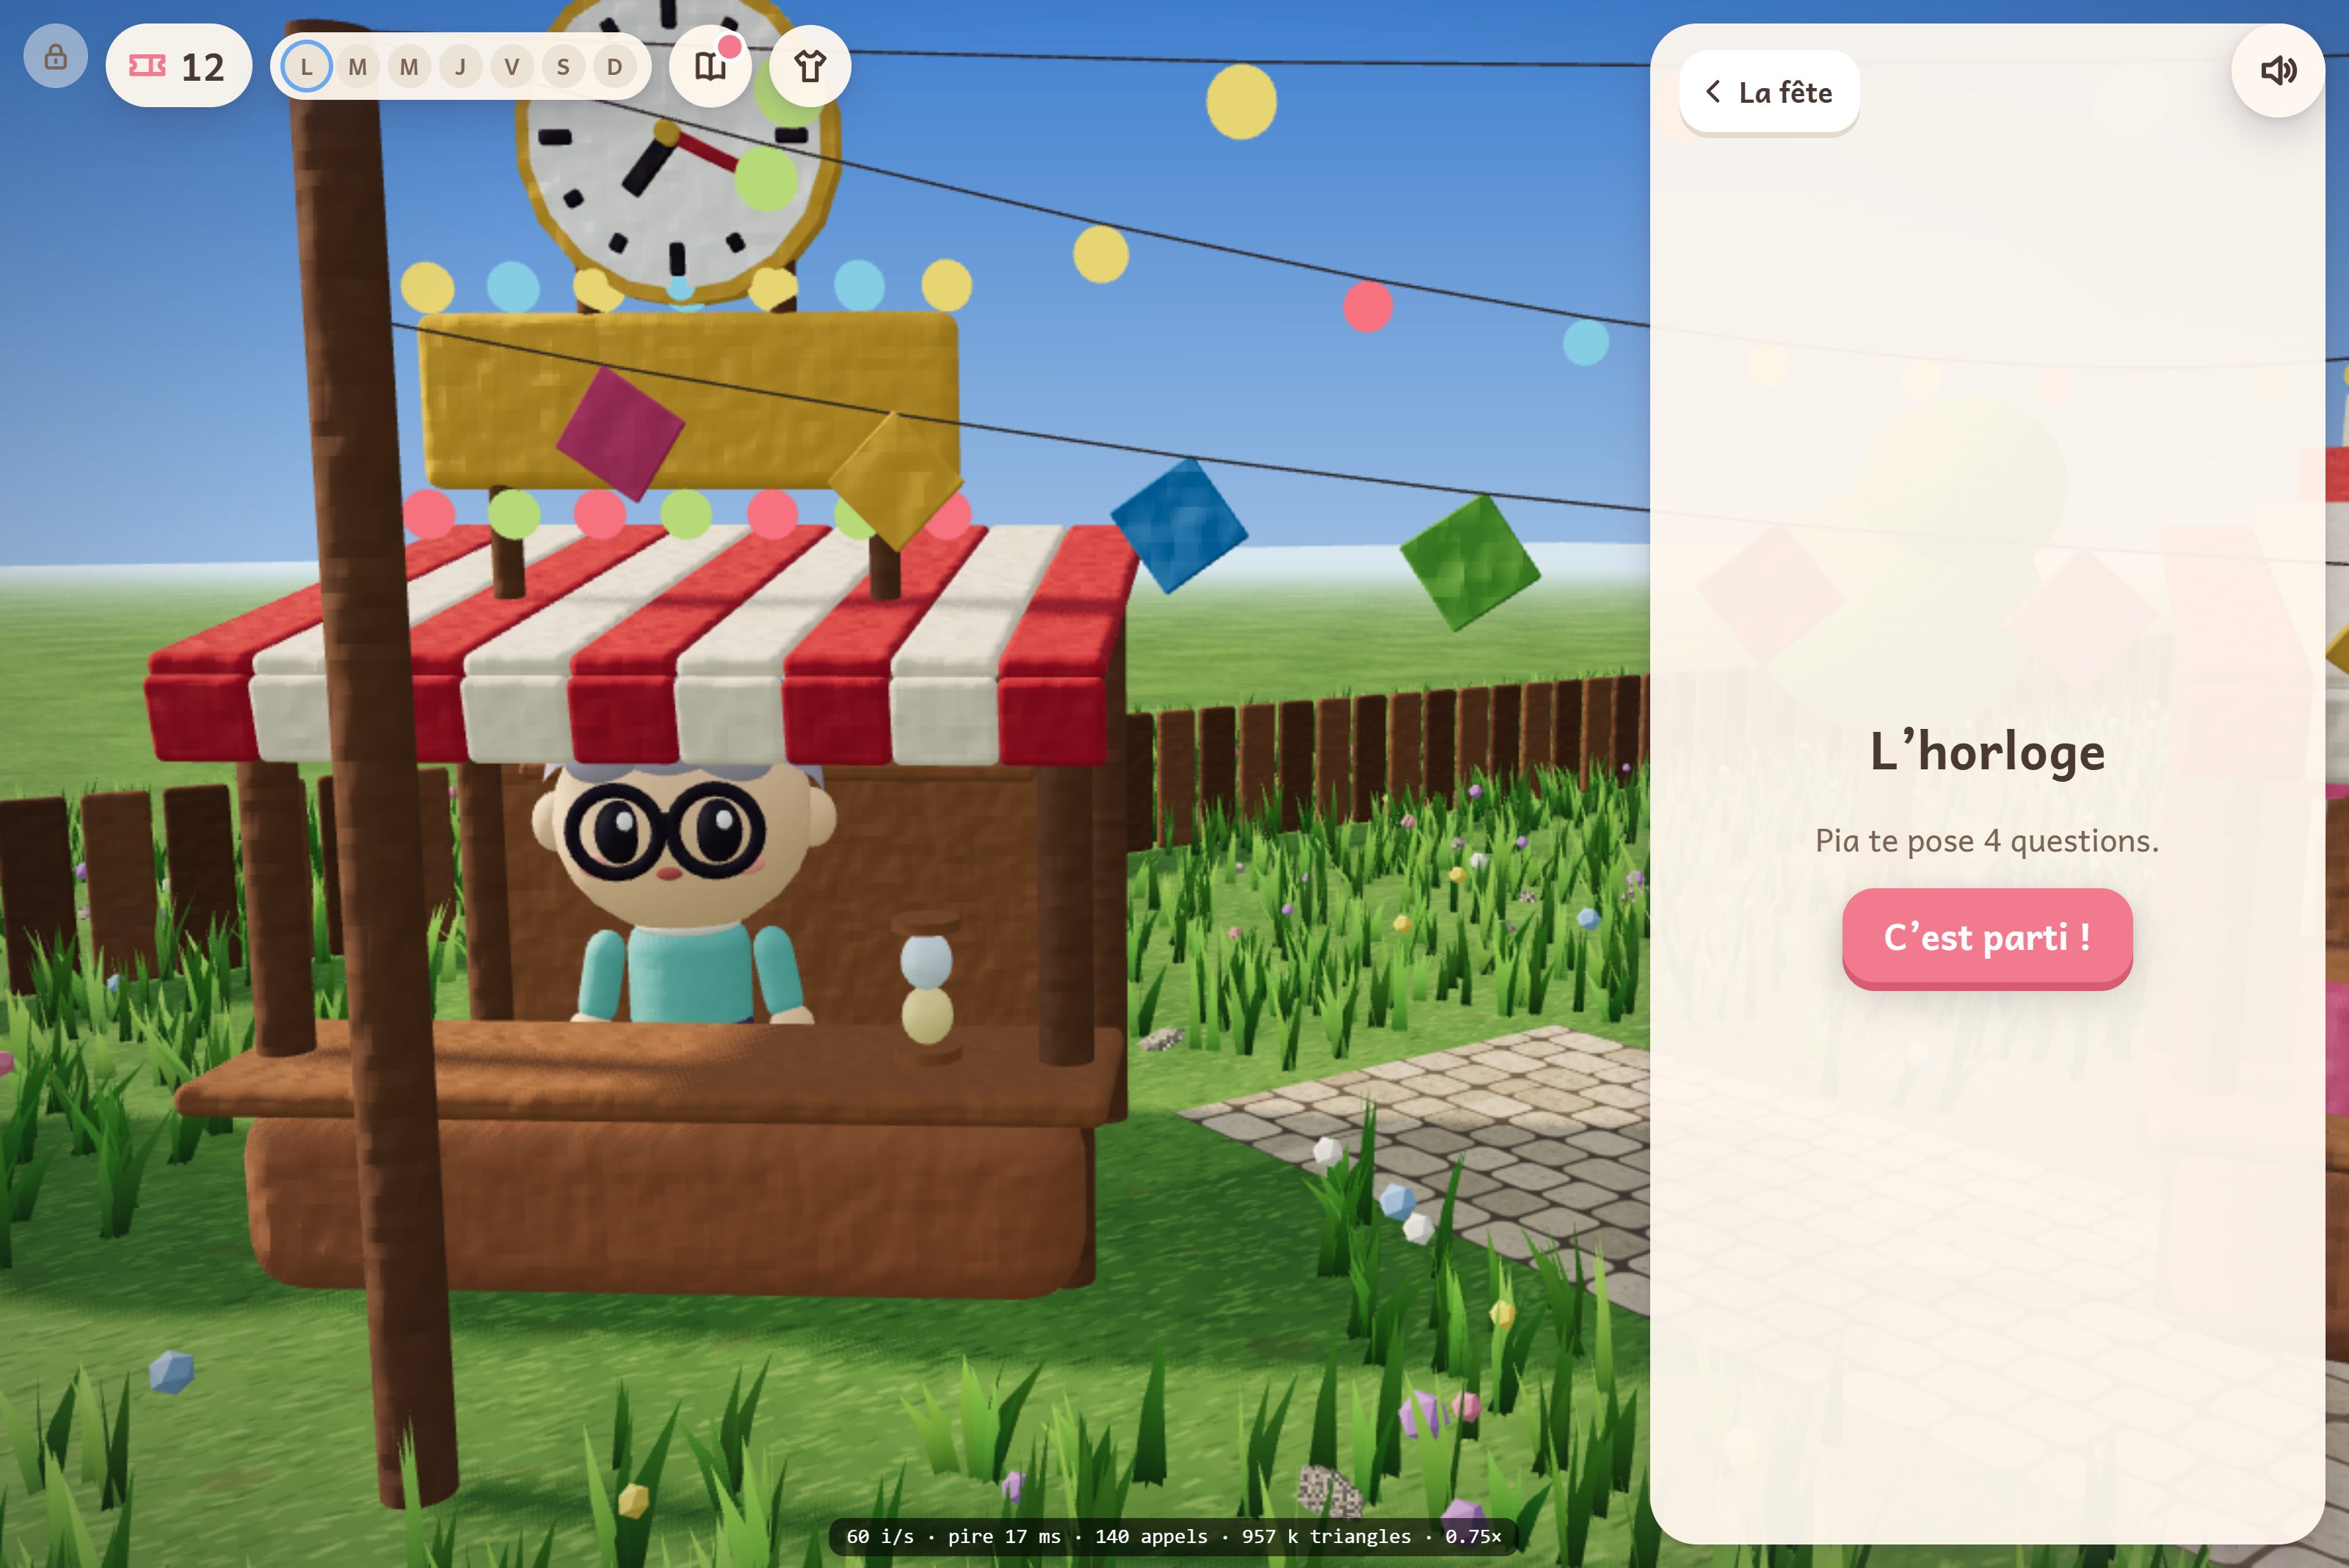 12
L M M J V S D
La fête
L’horloge
Pia te pose 4 questions.
C’est parti !
60 i/s · pire 17 ms · 140 appels · 957 k triangles · 0.75×